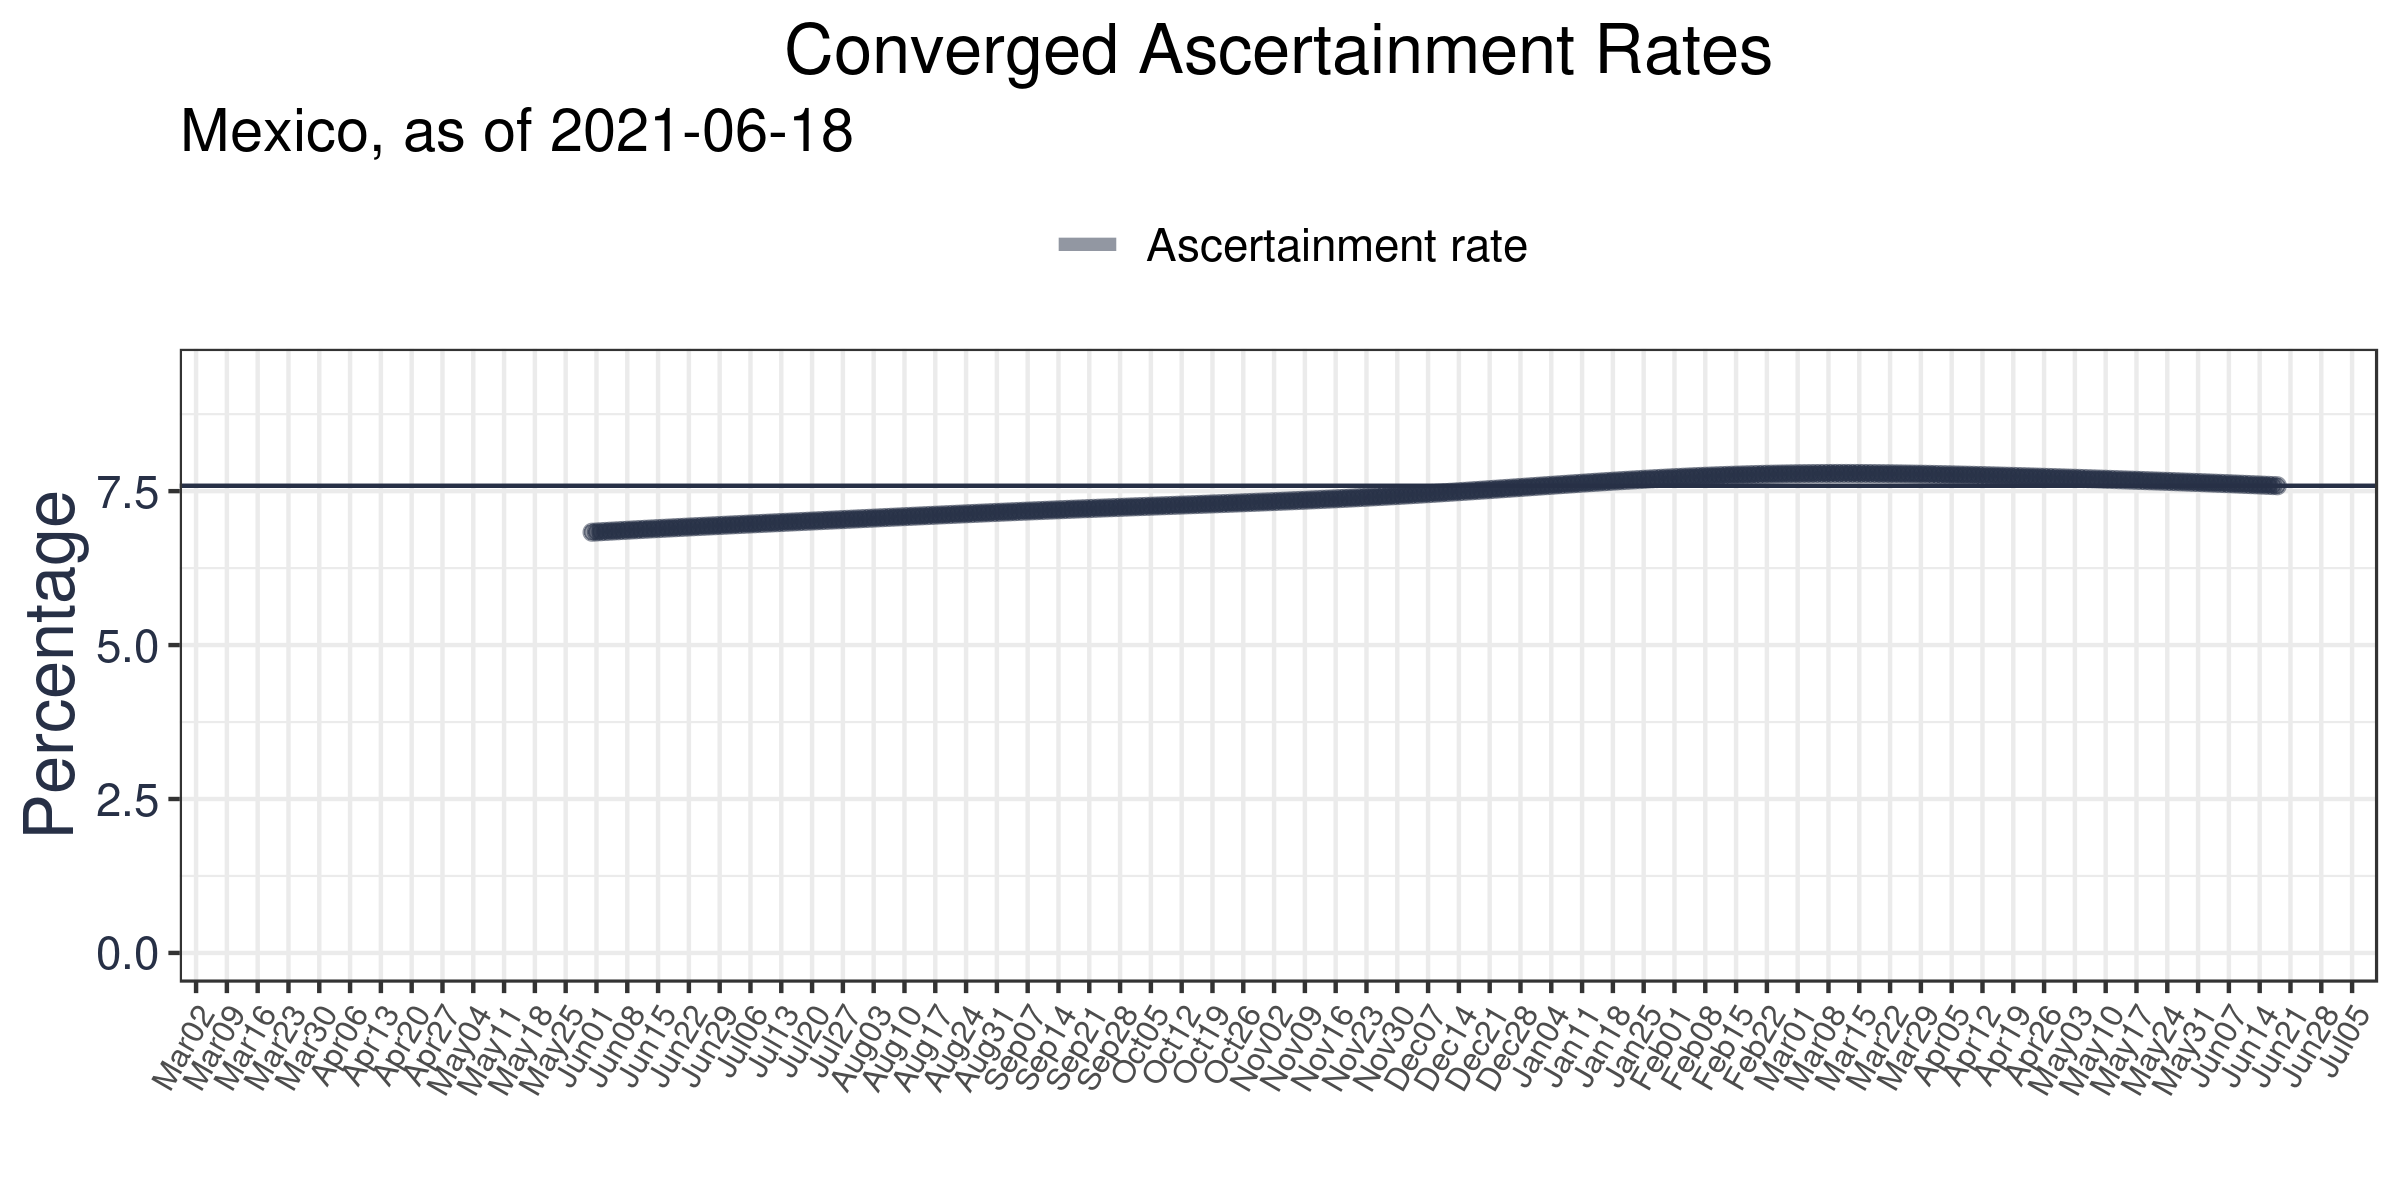 Converged Ascertainment Rates
Mexico, as of 2021-06-18
Ascertainment rate
Percentage
7.5
5.0
2.5
0.0
Mar02 Mar09 Mar16 Mar23 Mar30 Apr06 Apr13 Apr20 Apr27 May04 May11 May18 May25 Jun01 Jun08 Jun15 Jun22 Jun29 Jul06 Jul13 Jul20 Jul27 Aug03 Aug10 Aug17 Aug24 Aug31 Sep07 Sep14 Sep21 Sep28 Oct05 Oct12 Oct19 Oct26 Nov02 Nov09 Nov16 Nov23 Nov30 Dec07 Dec14 Dec21 Dec28 Jan04 Jan11 Jan18 Jan25 Feb01 Feb08 Feb15 Feb22 Mar01 Mar08 Mar15 Mar22 Mar29 Apr05 Apr12 Apr19 Apr26 May03 May10 May17 May24 May31 Jun07 Jun14 Jun21 Jun28 Jul05